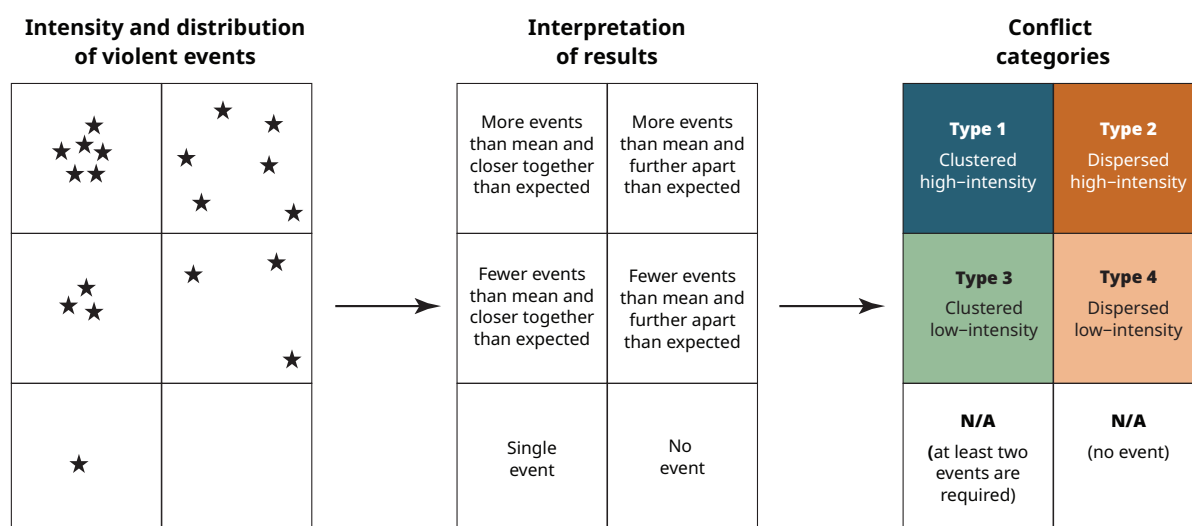 Intensity and distribution
of violent events
Interpretation
of results
Conflict
categories
More events
than mean and
closer together
than expected
More events
than mean and
further apart
than expected
Type 1
Clustered
high−intensity
Type 2
Dispersed
high−intensity
Fewer events
than mean and
closer together
than expected
Fewer events
than mean and
further apart
than expected
Type 3
Clustered
low−intensity
Type 4
Dispersed
low−intensity
Single
event
No
event
N/A
(at least two
events are
required)
N/A
(no event)